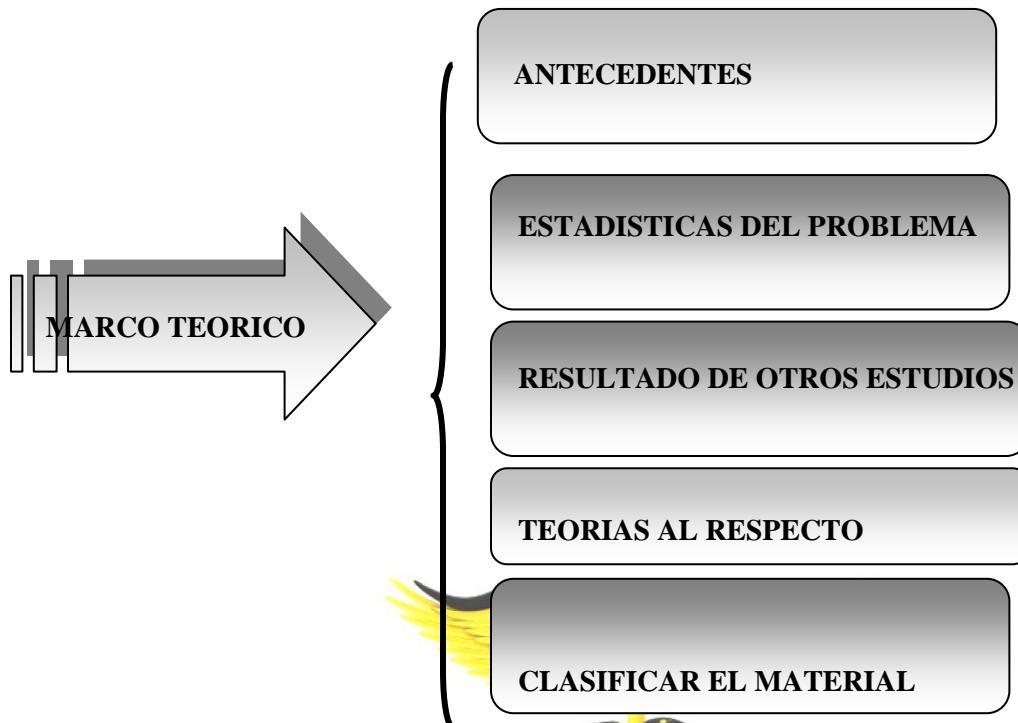 ANTECEDENTES
ESTADISTICAS DEL PROBLEMA
MARCO TEORICO
RESULTADO DE OTROS ESTUDIOS
TEORIAS AL RESPECTO
CLASIFICAR EL MATERIAL